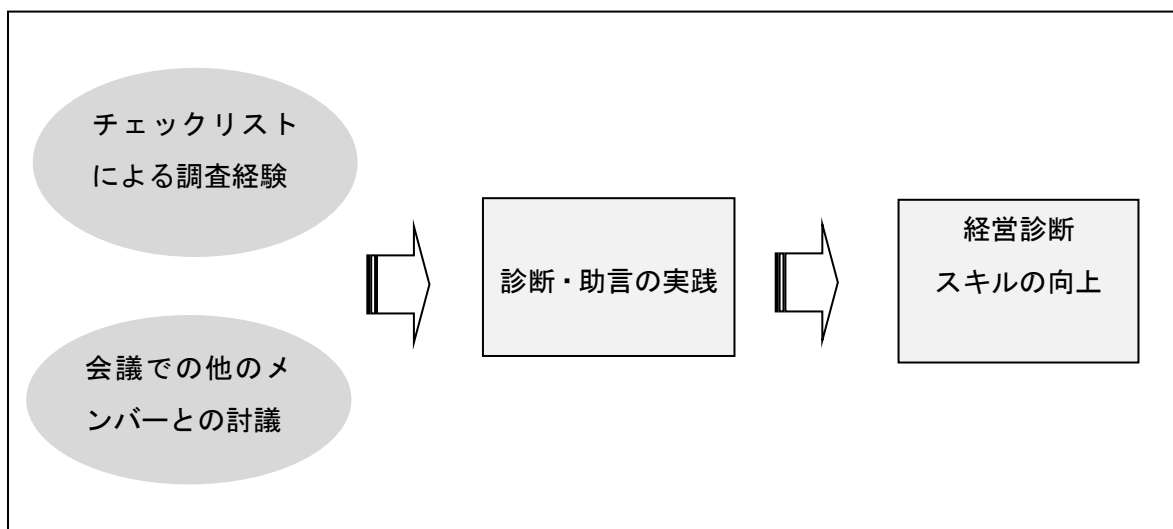 チェックリスト
による調査経験
会議での他のメ
ンバーとの討議
診断・助言の実践
経営診断
スキルの向上